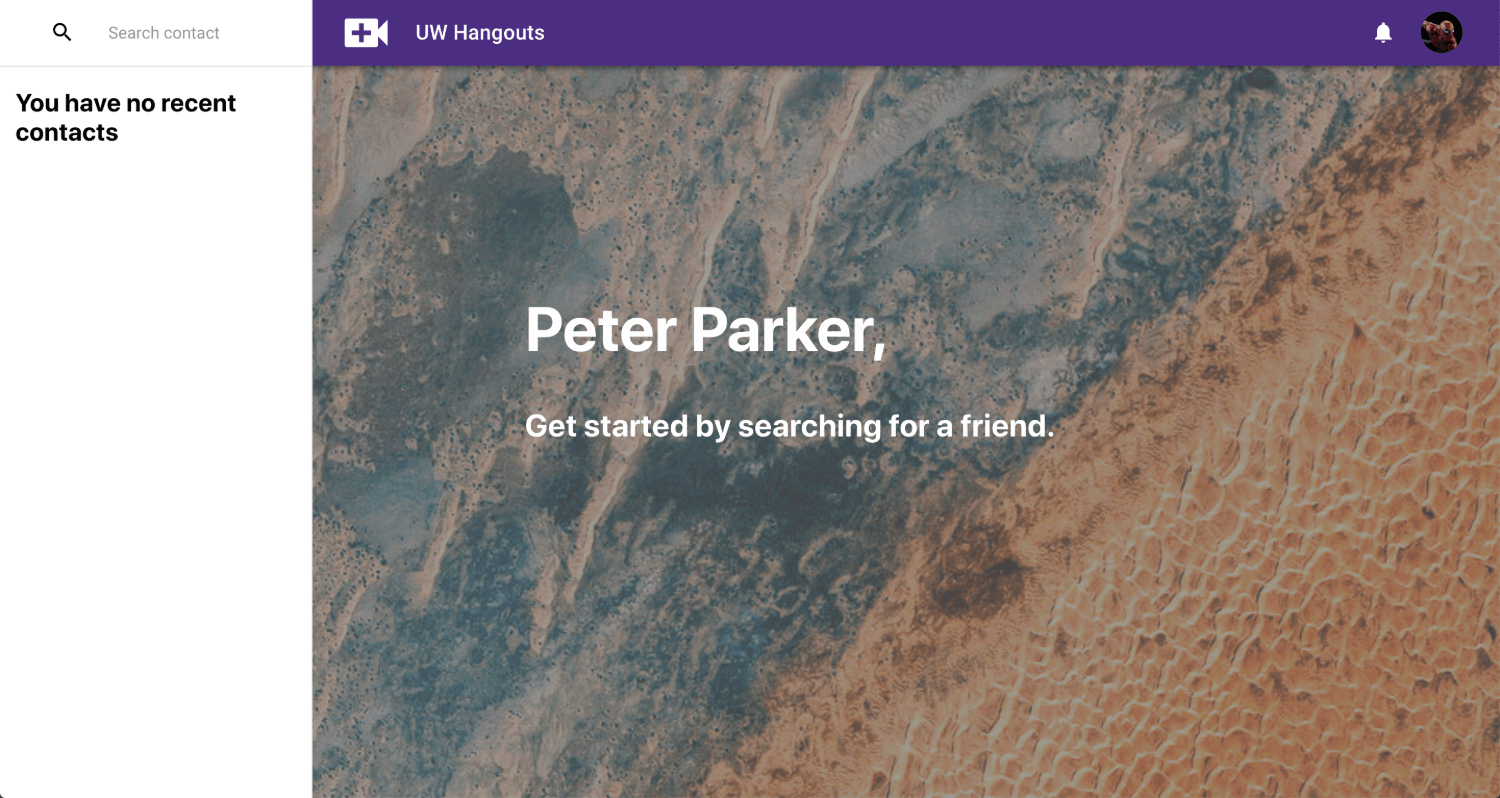 Search contact
UW Hangouts
You have no recent
contacts
Peter Parker,
Get started by searching for a friend.